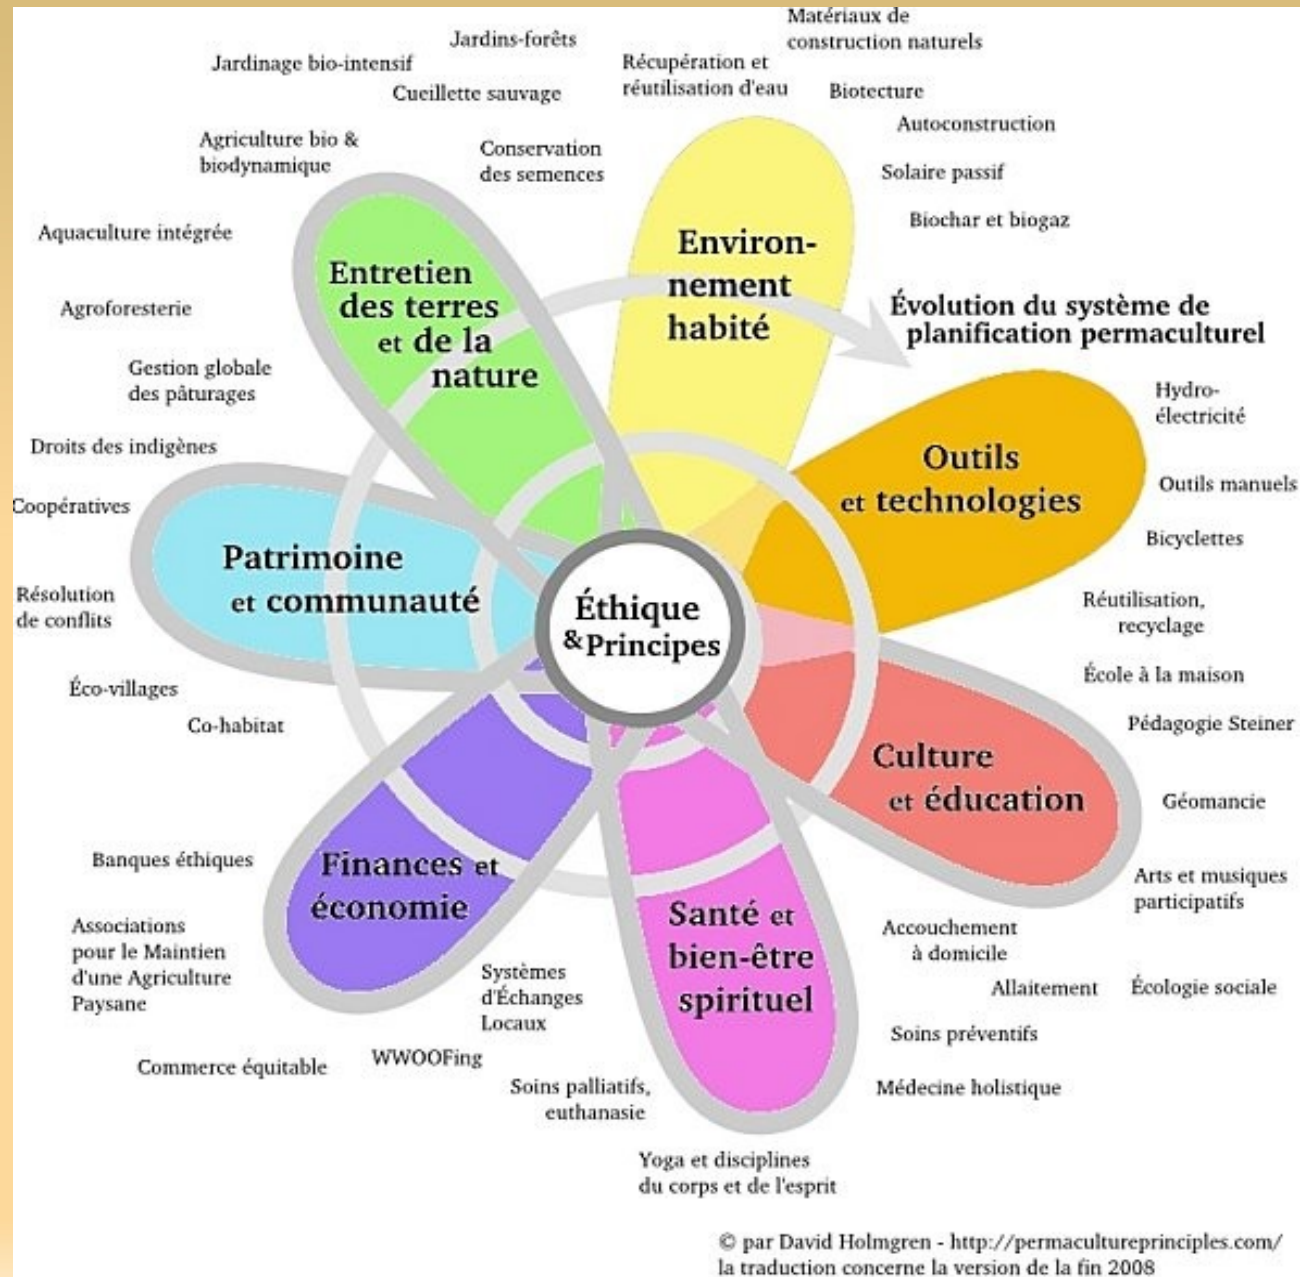 Matériaux de
construction naturels
Jardins-forêts
Jardinage bio-intensif
Récupération et
réutilisation d'eau
Cueillette sauvage
Biotecture
Autoconstruction
Agriculture bio &
biodynamique
Conservation
des semences
Solaire passif
Biochar et biogaz
Aquaculture intégrée
Environ-
nement
habité
Entretien
des terres
et de la
nature
Agroforesterie
Évolution du système de
planification permaculturel
Gestion globale
des pâturages
Hydro-
électricité
Droits des indigènes
Outils
et technologies
Outils manuels
Coopératives
Bicyclettes
Patrimoine
et communauté
Éthique
&Principes
Résolution
de conflits
Réutilisation,
recyclage
École à la maison
Éco-villages
Co-habitat
Pédagogie Steiner
Culture
et éducation
Géomancie
Banques éthiques
Finances et
économie
Arts et musiques
participatifs
Santé et
bien-être
spirituel
Associations
pour le Maintien
d'une Agriculture
Paysane
Accouchement
à domicile
Systèmes
d'Échanges
Locaux
Allaitement
Écologie sociale
Soins préventifs
WWOOFing
Commerce équitable
Soins palliatifs,
euthanasie
Médecine holistique
Yoga et disciplines
du corps et de l'esprit
© par David Holmgren - http://permacultureprinciples.com/
la traduction concerne la version de la fin 2008